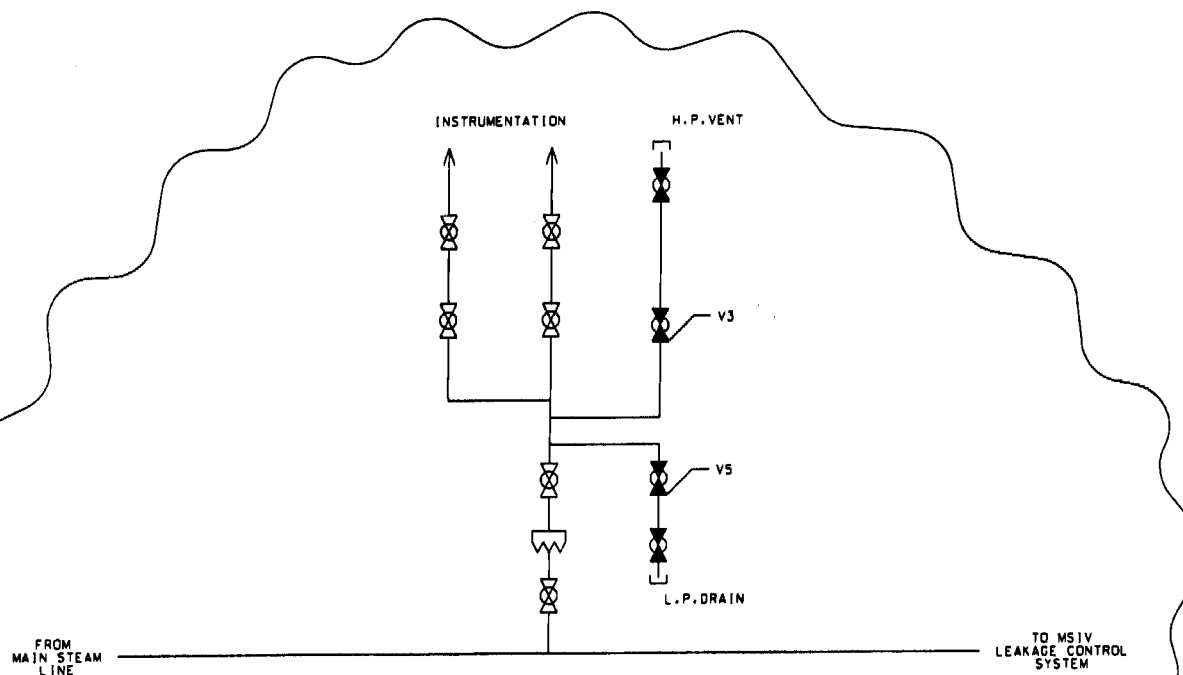 INSTRUMENTATION
H.P.VENT
V3
V5
L.P.DRAIN
FROM
MAIN STEAM
LINE
TO MSIV
LEAKAGE CONTROL
SYSTEM